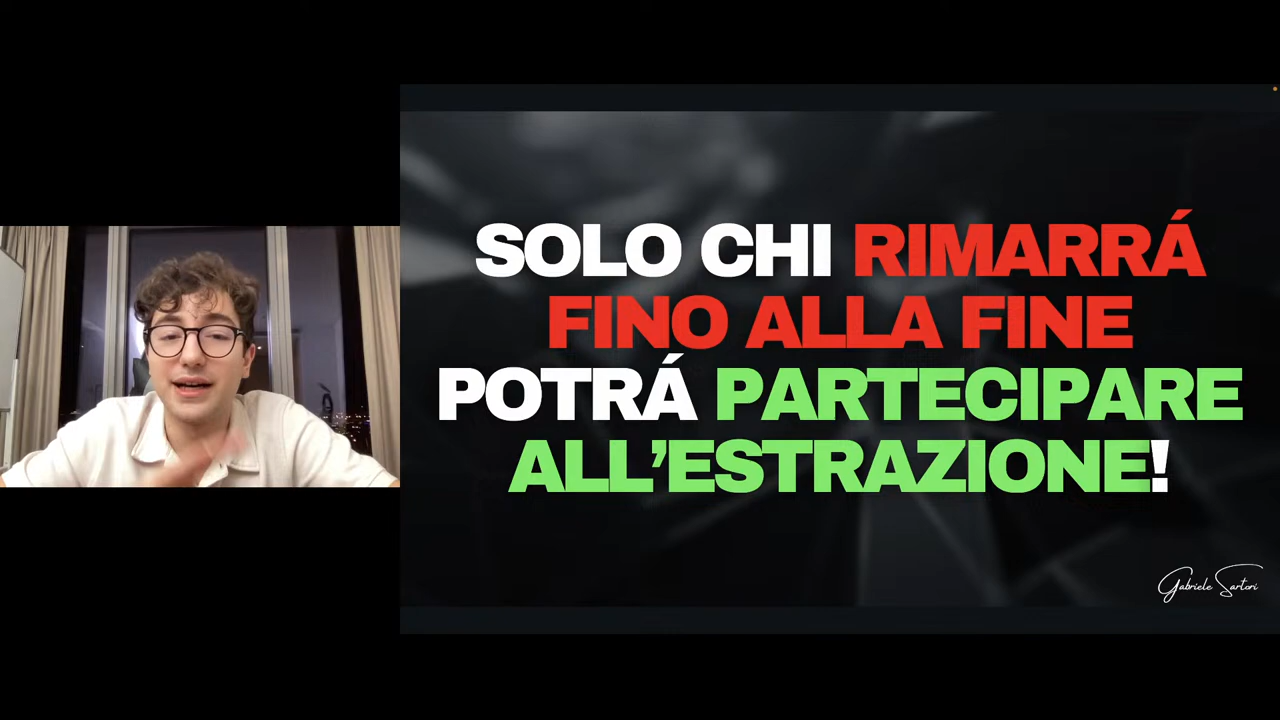 SOLO CHI RIMARRÁ
FINO ALLA FINE
POTRÁ PARTECIPARE
ALL’ESTRAZIONE!
Gabriele Sartori